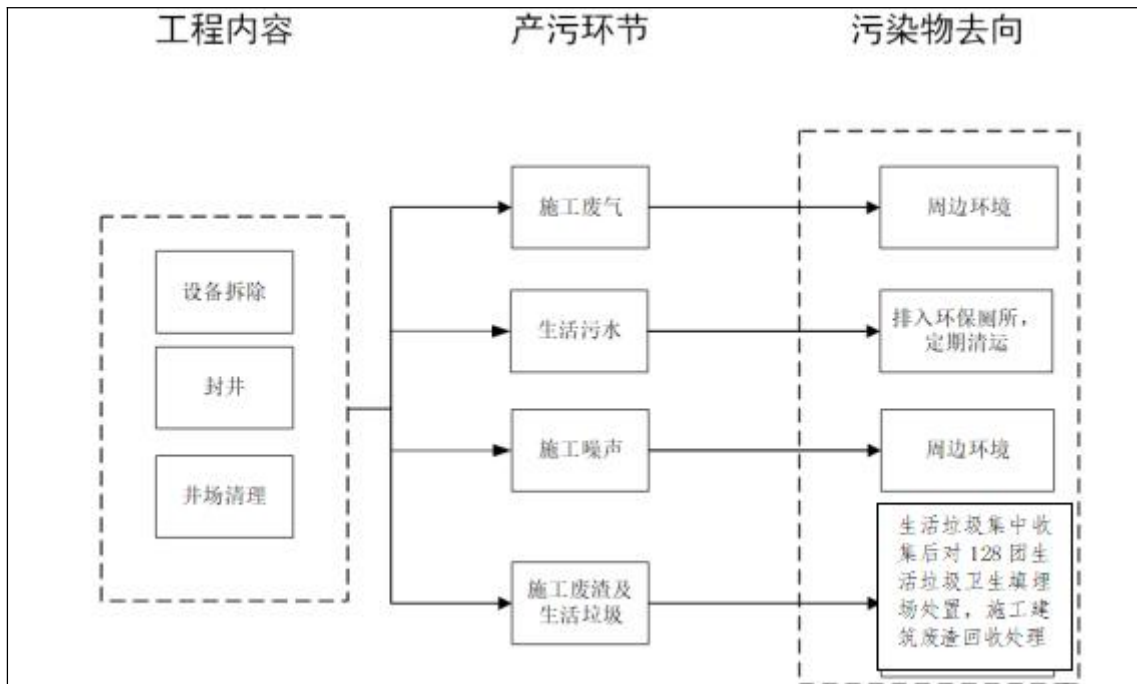 工程内容
产污环节
污染物去向
设备拆除
封井
井场清理
施工废气
生活污水
施工噪声
施工废渣及
生活垃圾
周边环境
排入环保厕所，
定期清运
周边环境
生活垃圾集中收
集后对 128 团生
活垃圾卫生填埋
场处置，施工建
筑废渣回收处理